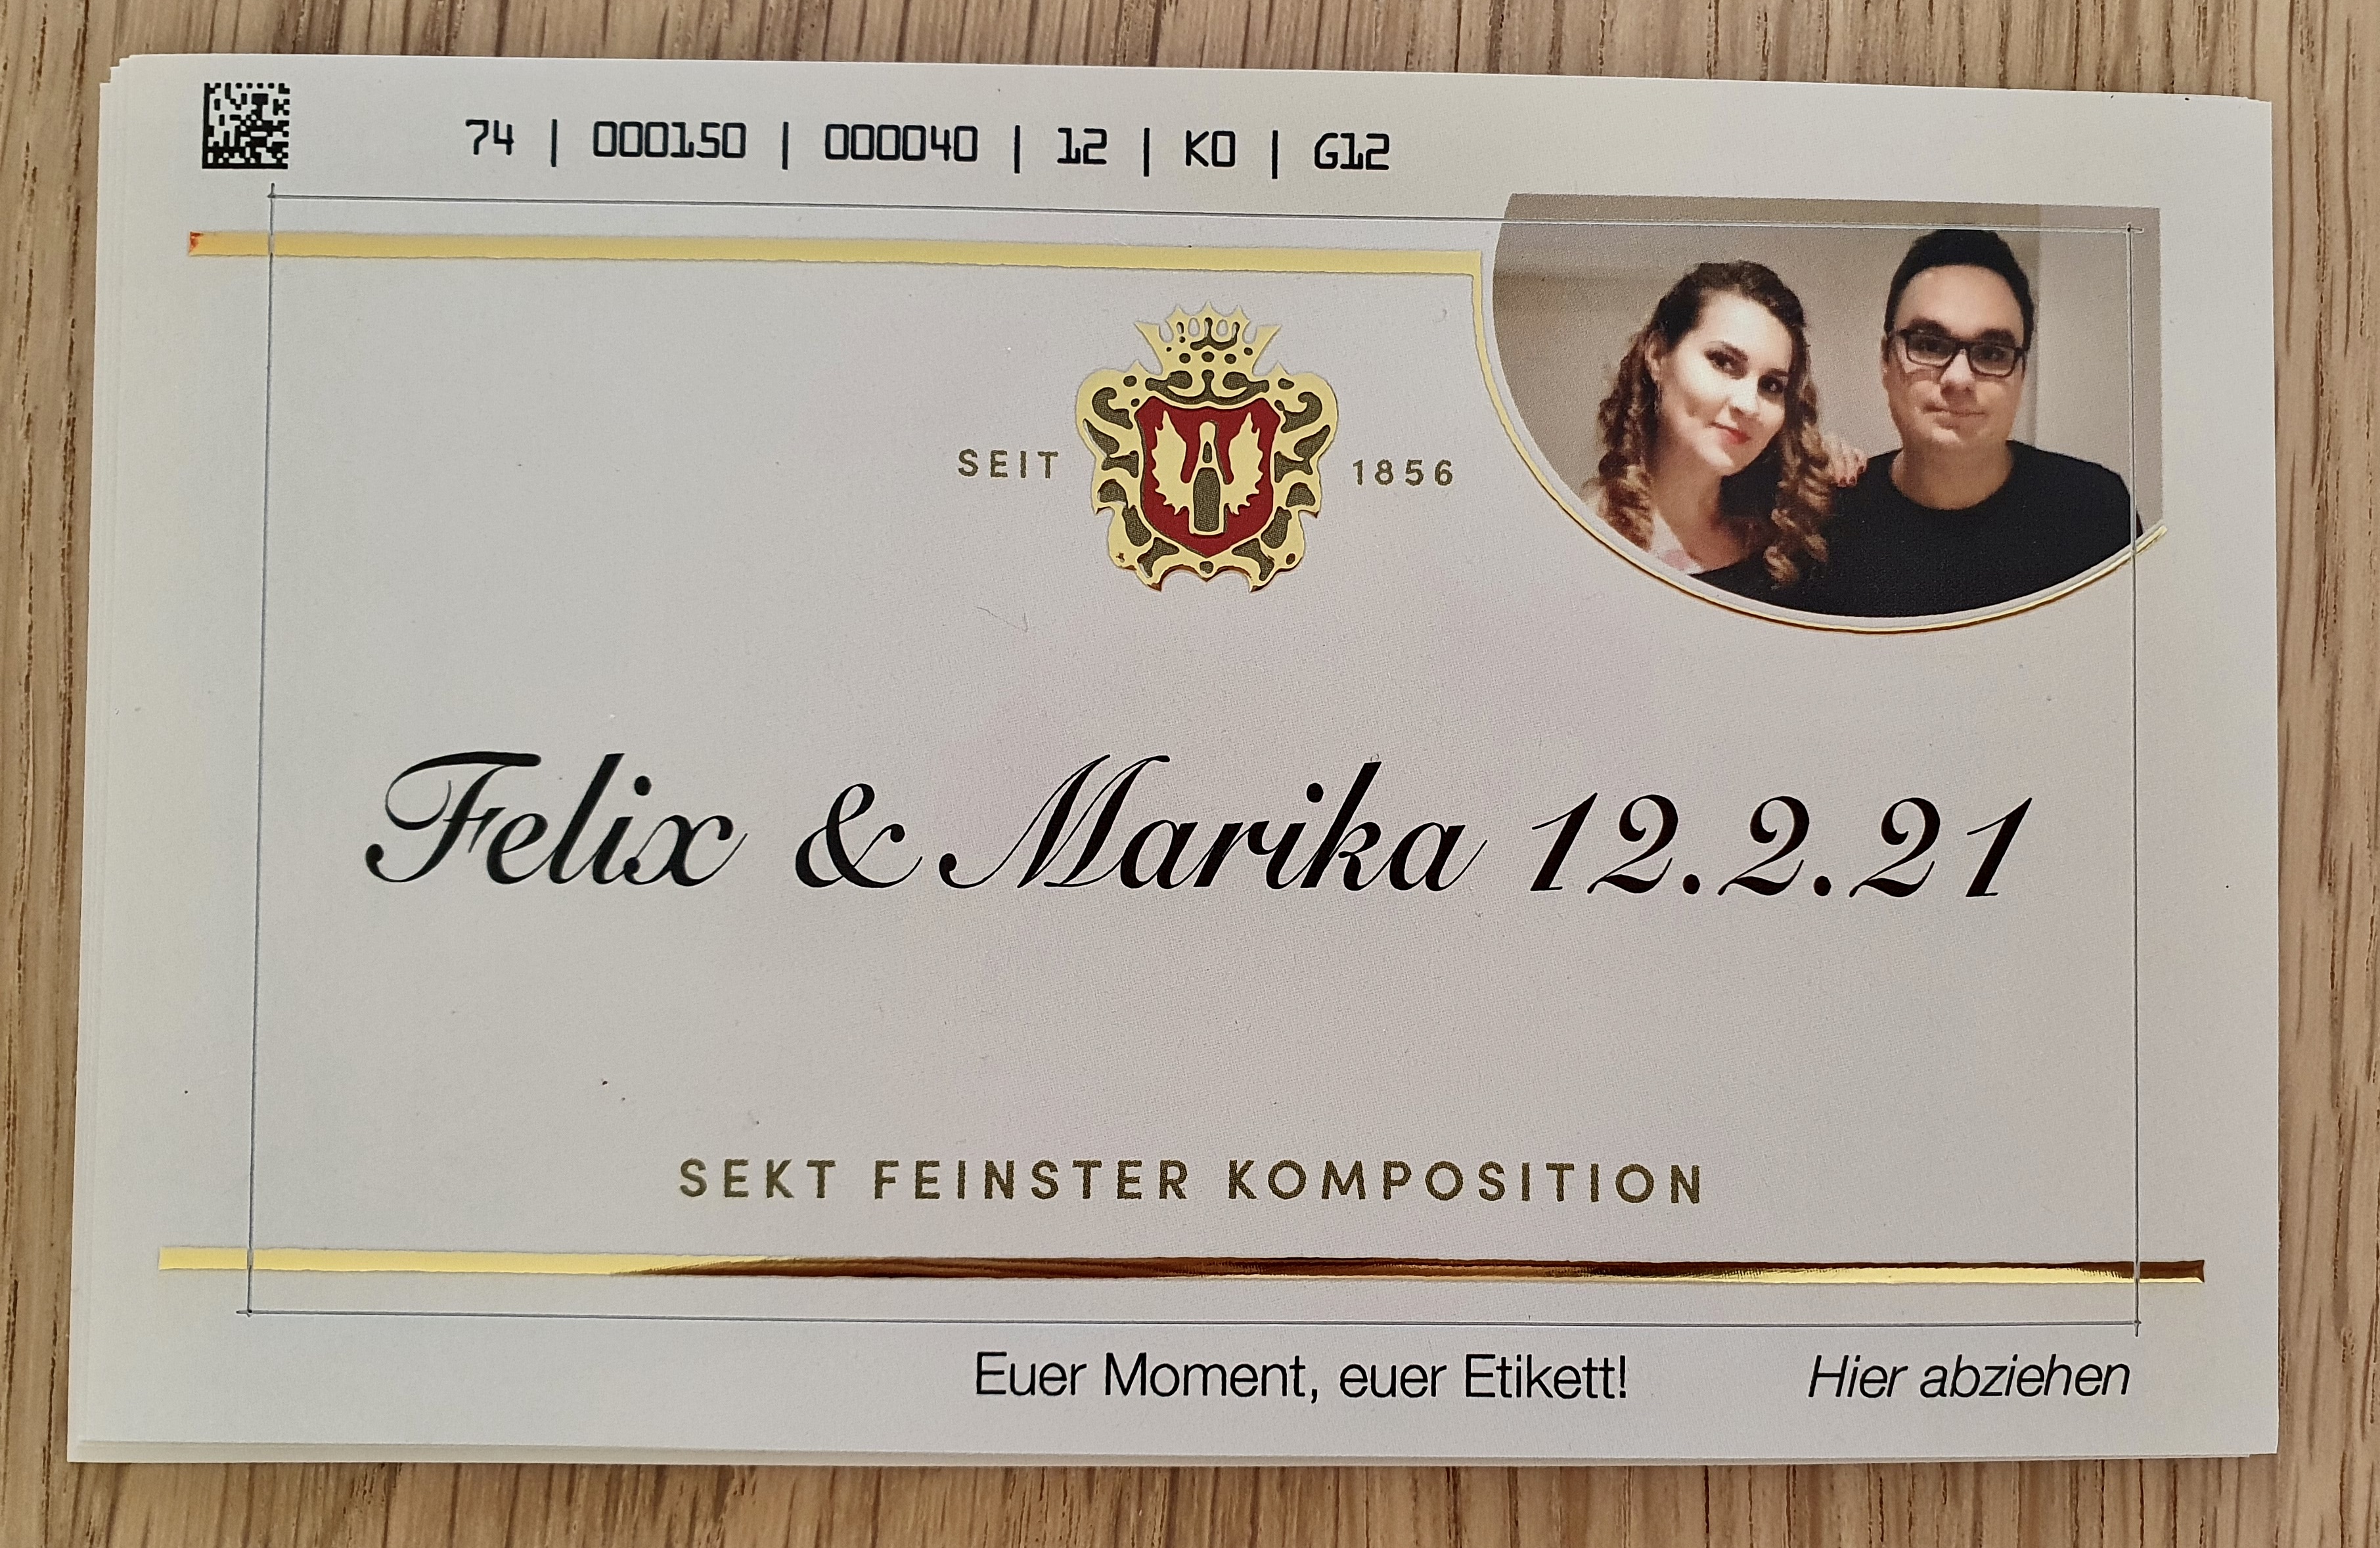 74 | 000150 | 000040 | 12 | KO | G12
SEIT 1856
Felix & Marika 12.2.21
SEKT FEINSTER KOMPOSITION
Euer Moment, euer Etikett! Hier abziehen